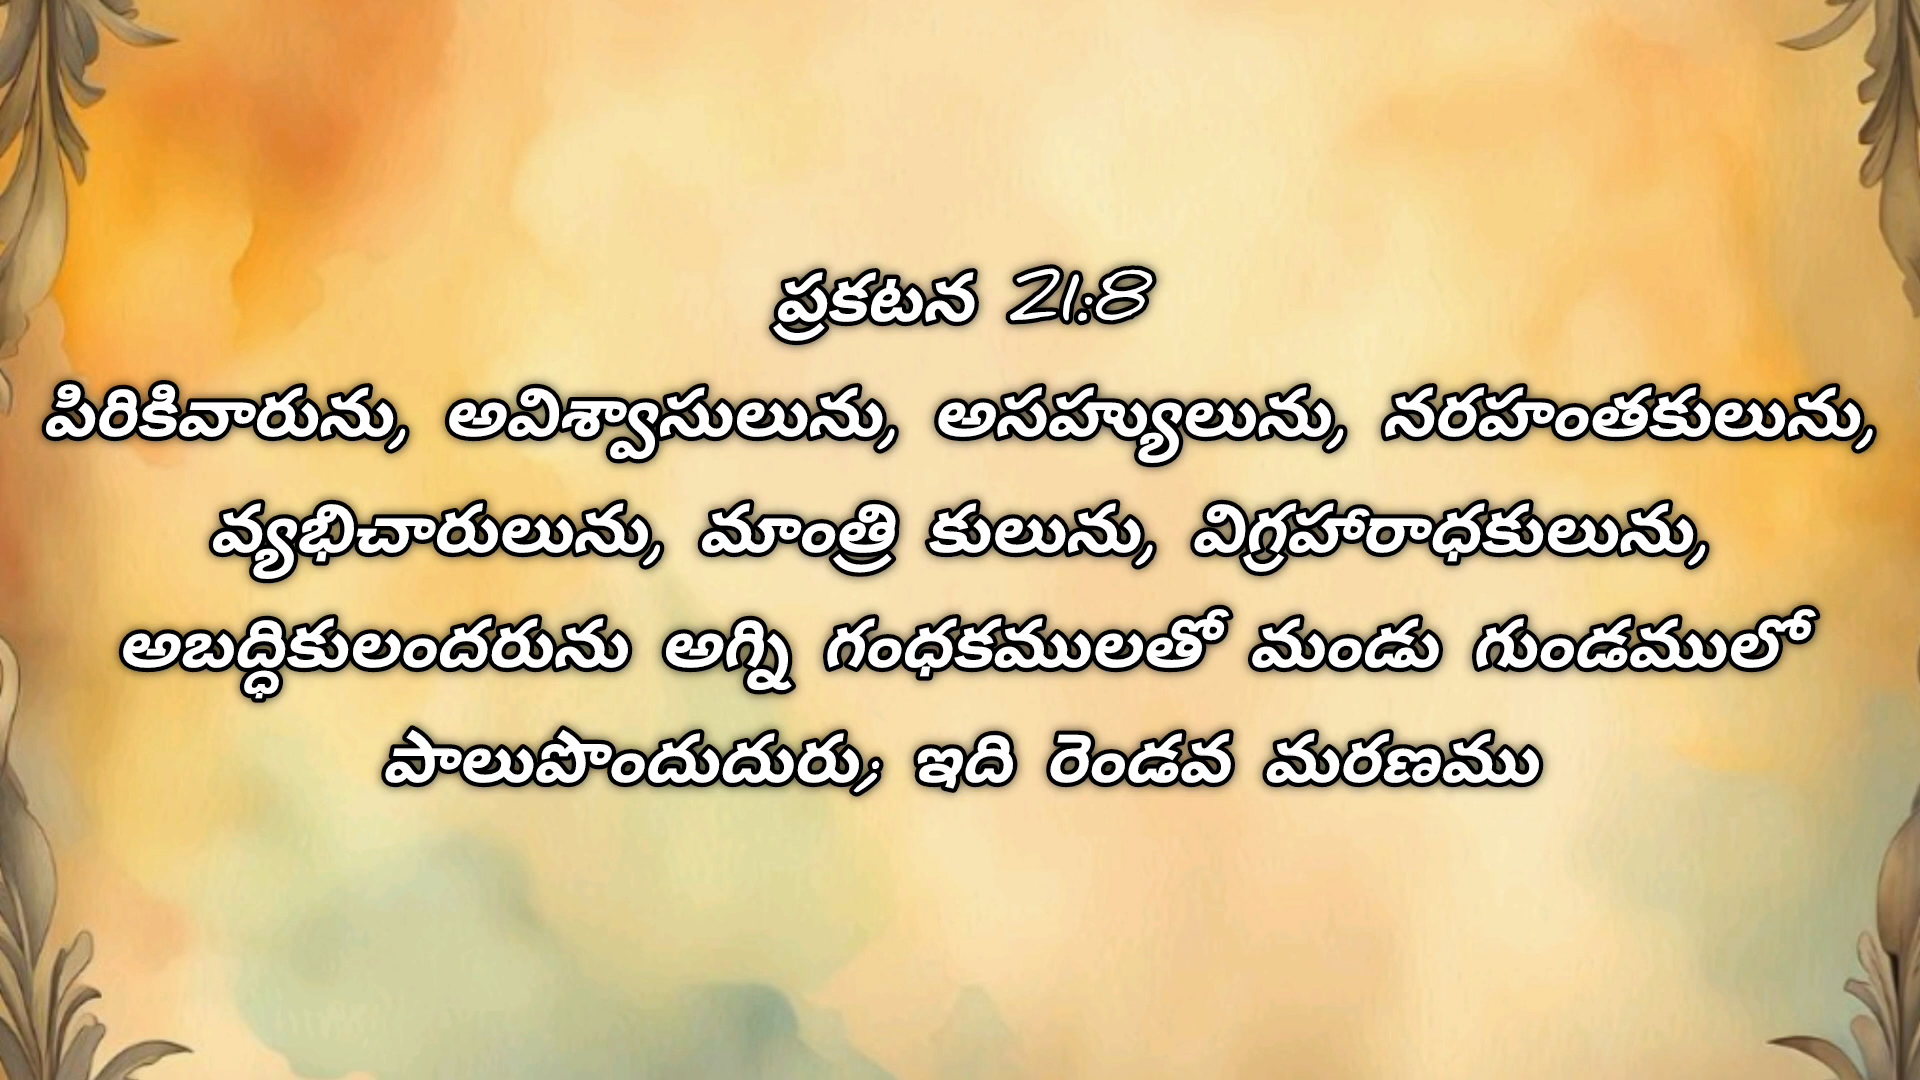 ప్రకటన 21:8
పిరికివారును, అవిశ్వాసులును, అసహ్యులును, నరహంతకులును,
వ్యభిచారులును, మాంత్రి కులును, విగ్రహారాధకులును,
అబద్ధికులందరును అగ్ని గంధకములతో మండు గుండములో
పాలుపొందుదురు; ఇది రెండవ మరణము